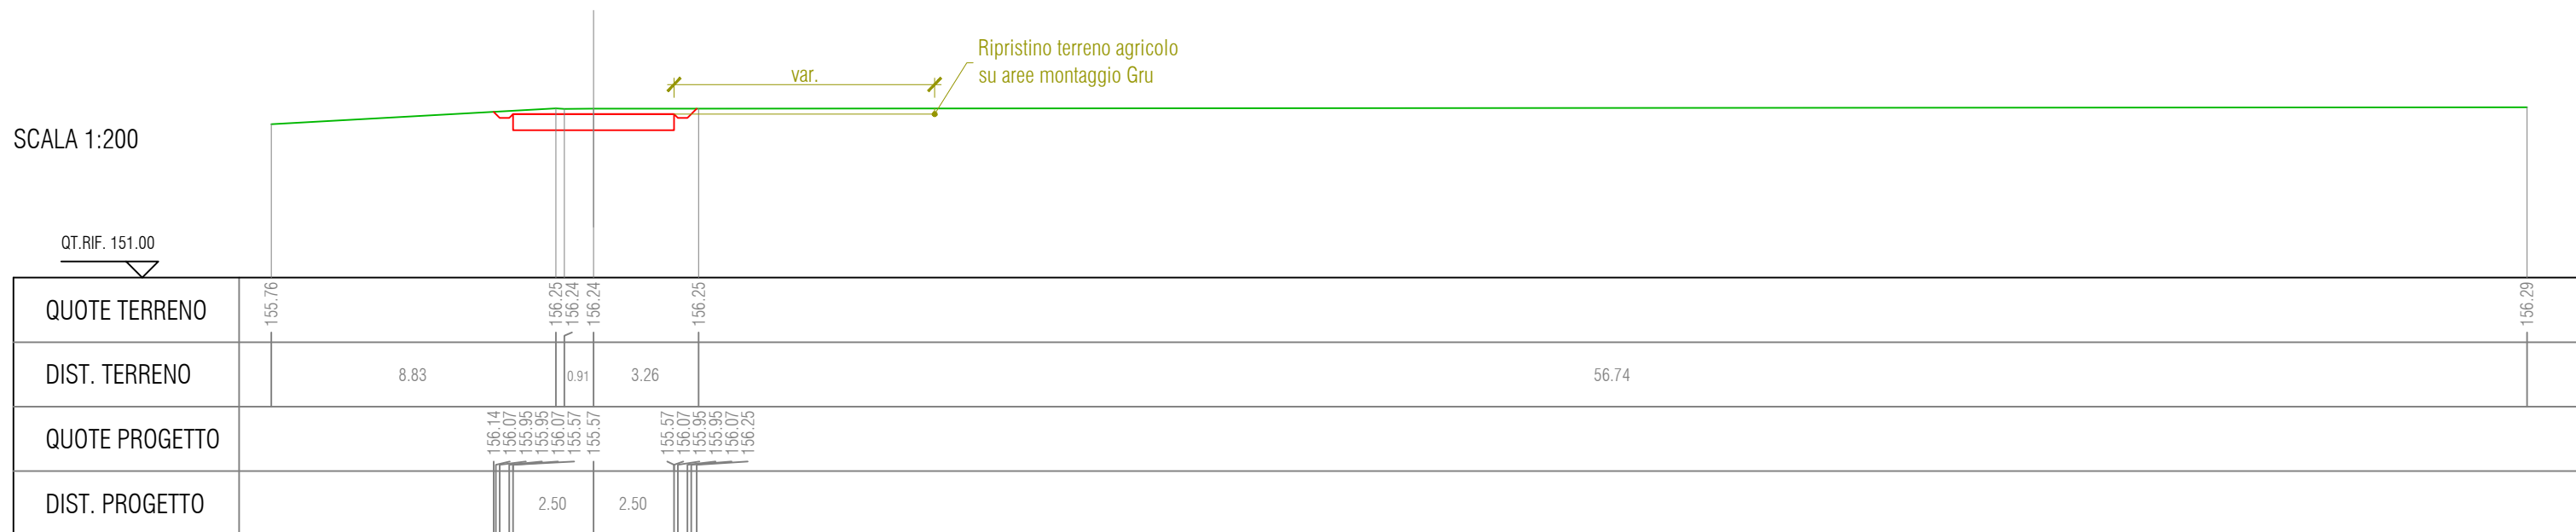 Ripristino terreno agricolo
su aree montaggio Gru
var.
SCALA 1:200
QT.RIF. 151.00
QUOTE TERRENO 155.76 156.25 156.24 156.24 156.25 156.29
DIST. TERRENO 8.83 0.91 3.26 56.74
QUOTE PROGETTO 156.14 156.07 155.95 155.95 156.07 155.57 155.57 155.57 156.07 155.95 155.95 156.07 156.25
DIST. PROGETTO 2.50 2.50